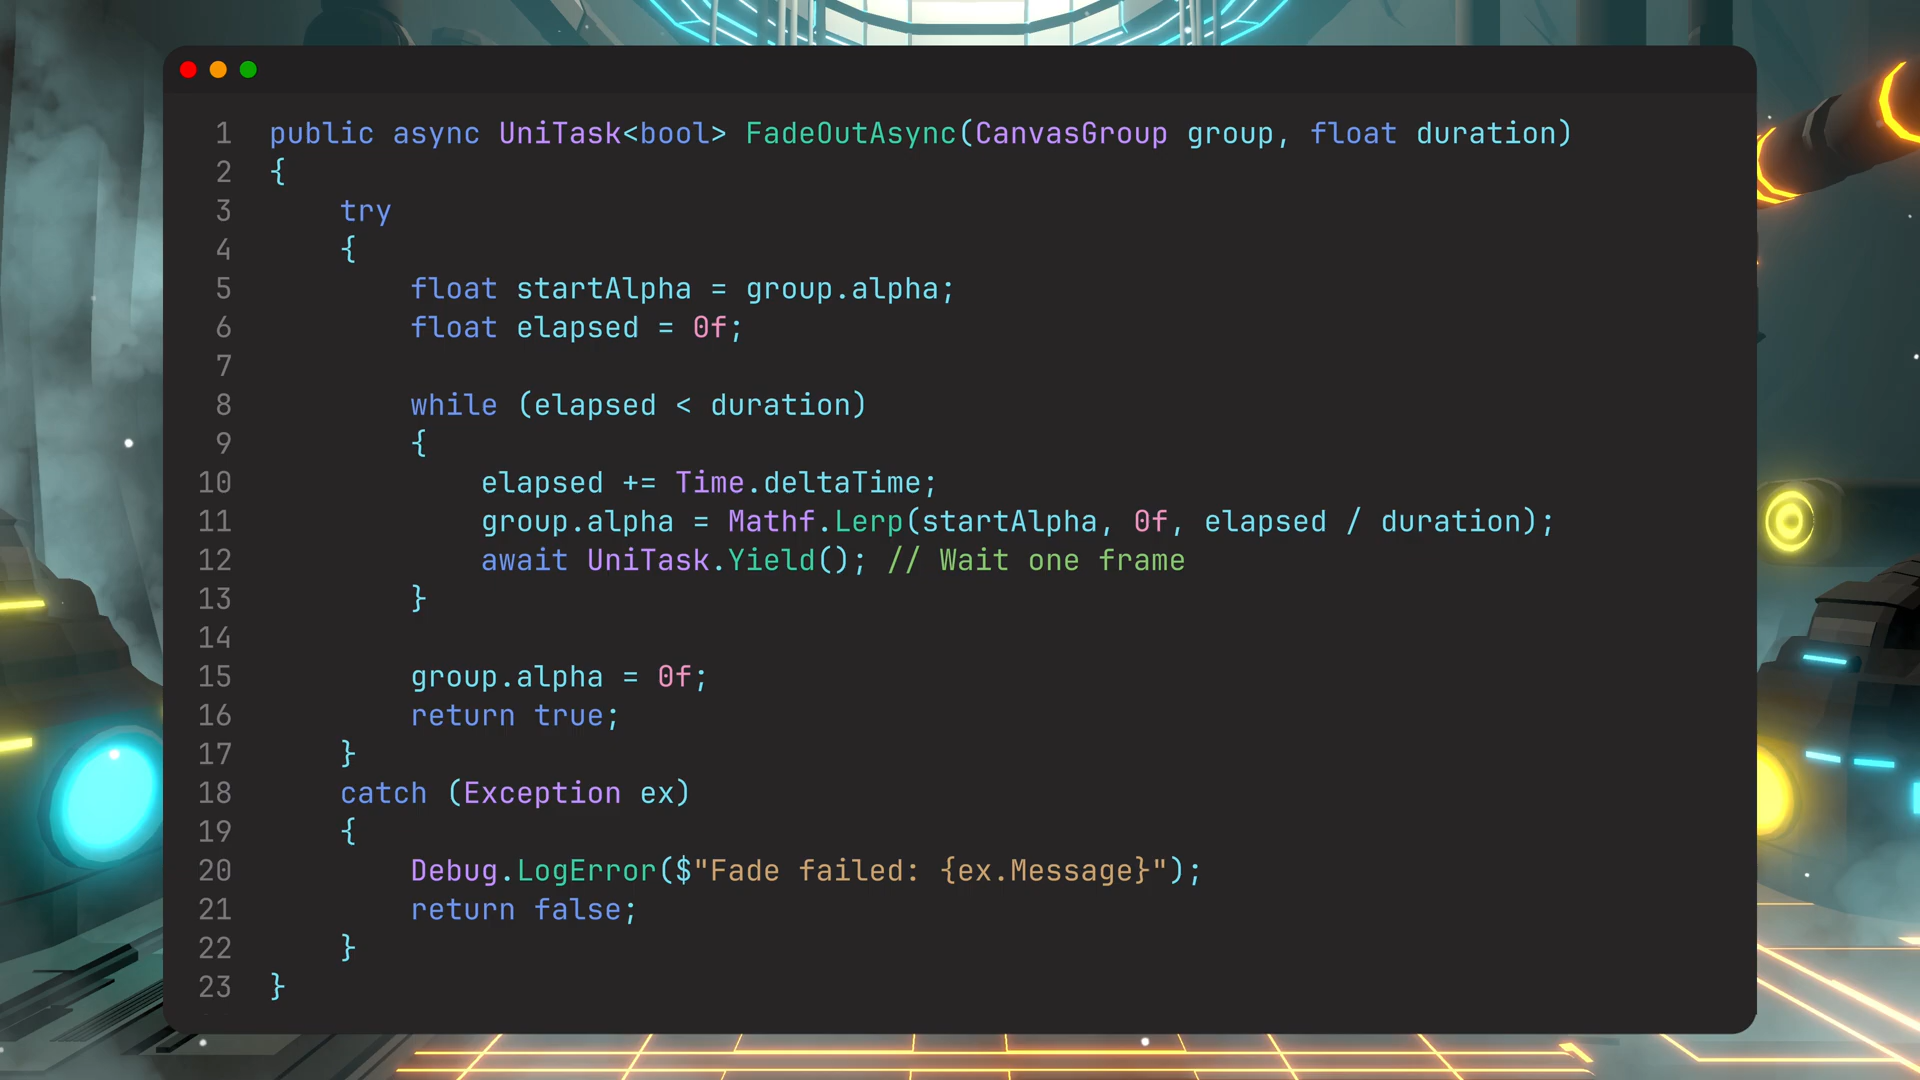 1 public async UniTask<bool> FadeOutAsync(CanvasGroup group, float duration)
2 {
3     try
4     {
5         float startAlpha = group.alpha;
6         float elapsed = 0f;
7
8         while (elapsed < duration)
9         {
10             elapsed += Time.deltaTime;
11             group.alpha = Mathf.Lerp(startAlpha, 0f, elapsed / duration);
12             await UniTask.Yield(); // Wait one frame
13         }
14
15         group.alpha = 0f;
16         return true;
17     }
18     catch (Exception ex)
19     {
20         Debug.LogError($"Fade failed: {ex.Message}");
21         return false;
22     }
23 }